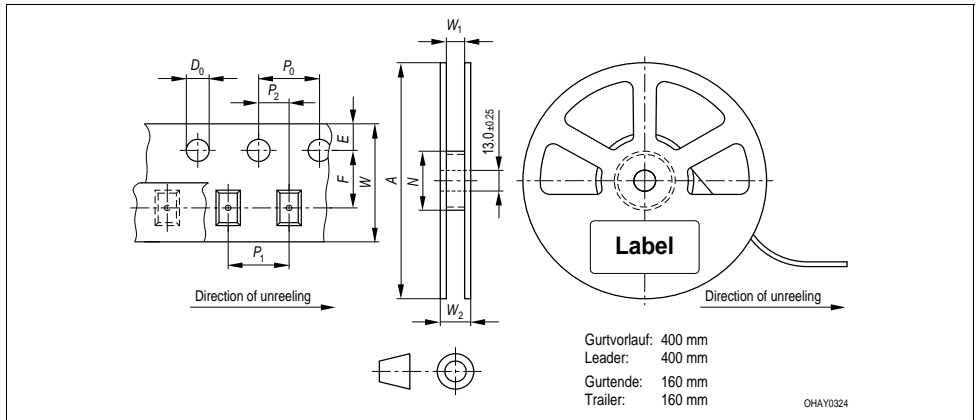 W1
D0
P0
P2
E
F
W
A
N
13.0 ±0.25
Label
P1
W2
Direction of unreeling
Direction of unreeling
Gurtvorlauf: 400 mm
Leader: 400 mm
Gurtende: 160 mm
Trailer: 160 mm
OHAY0324